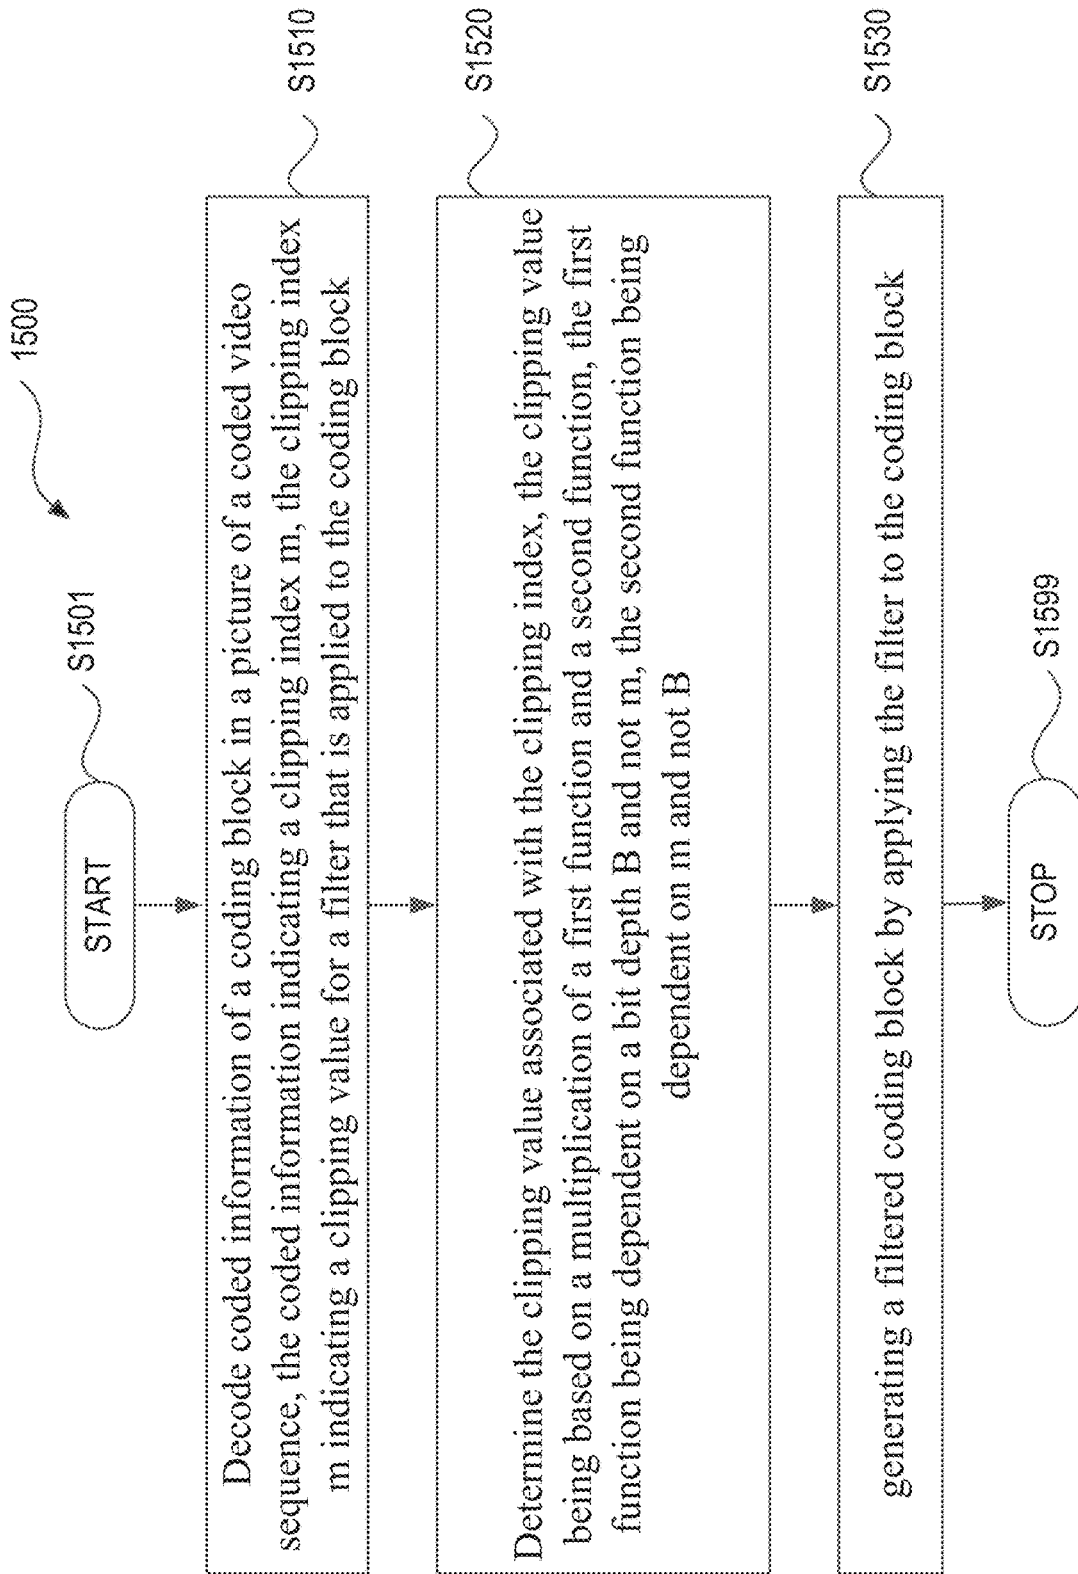 1500
START
S1501
Decode coded information of a coding block in a picture of a coded video
sequence, the coded information indicating a clipping index m, the clipping index
m indicating a clipping value for a filter that is applied to the coding block
S1510
Determine the clipping value associated with the clipping index, the clipping value
being based on a multiplication of a first function and a second function, the first
function being dependent on a bit depth B and not m, the second function being
dependent on m and not B
S1520
generating a filtered coding block by applying the filter to the coding block
S1530
STOP
S1599